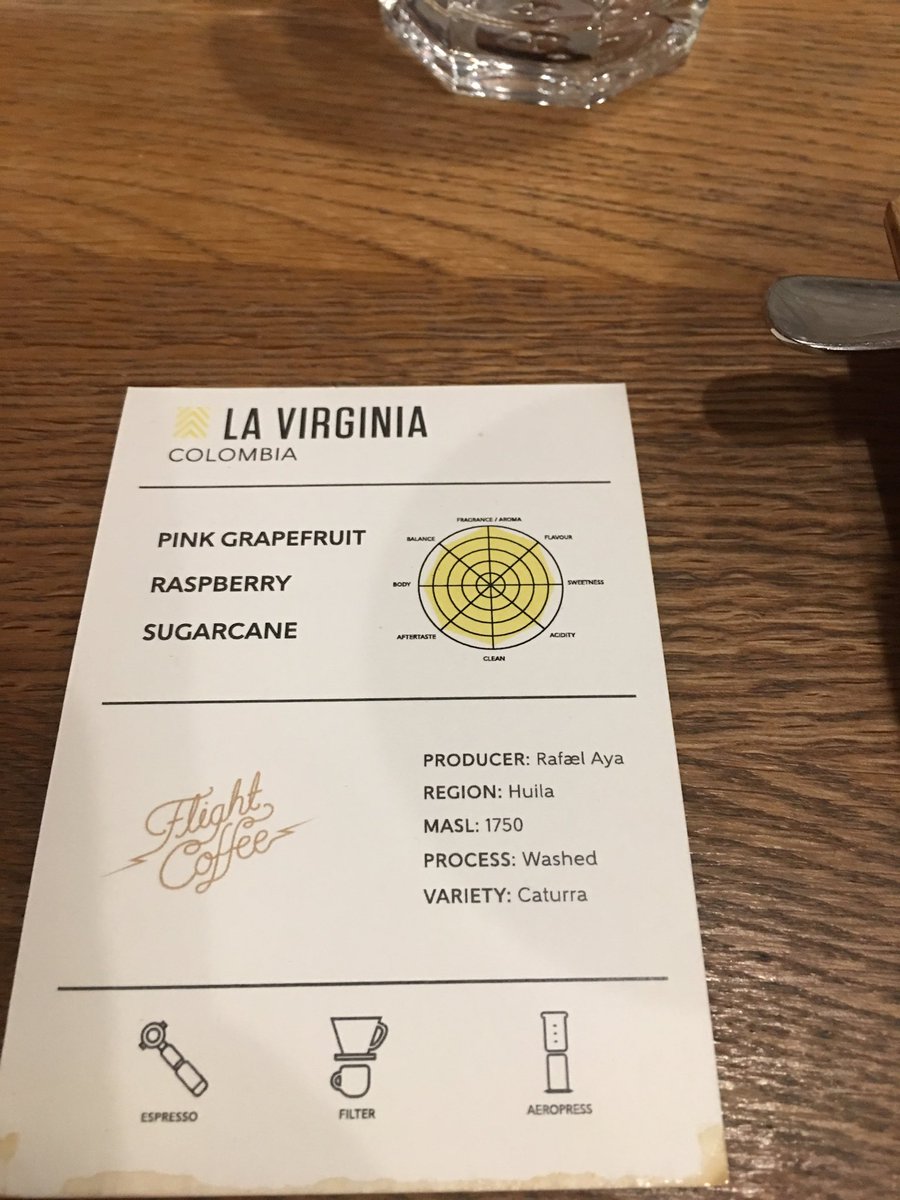 LA VIRGINIA
COLOMBIA
PINK GRAPEFRUIT
RASPBERRY
SUGARCANE
FRAGRANCE / AROMA
BALANCE
FLAVOUR
BODY
SWEETNESS
AFTERTASTE
ACIDITY
CLEAN
Flight
Coffee
PRODUCER: Rafæl Aya
REGION: Huila
MASL: 1750
PROCESS: Washed
VARIETY: Caturra
ESPRESSO
FILTER
AEROPRESS